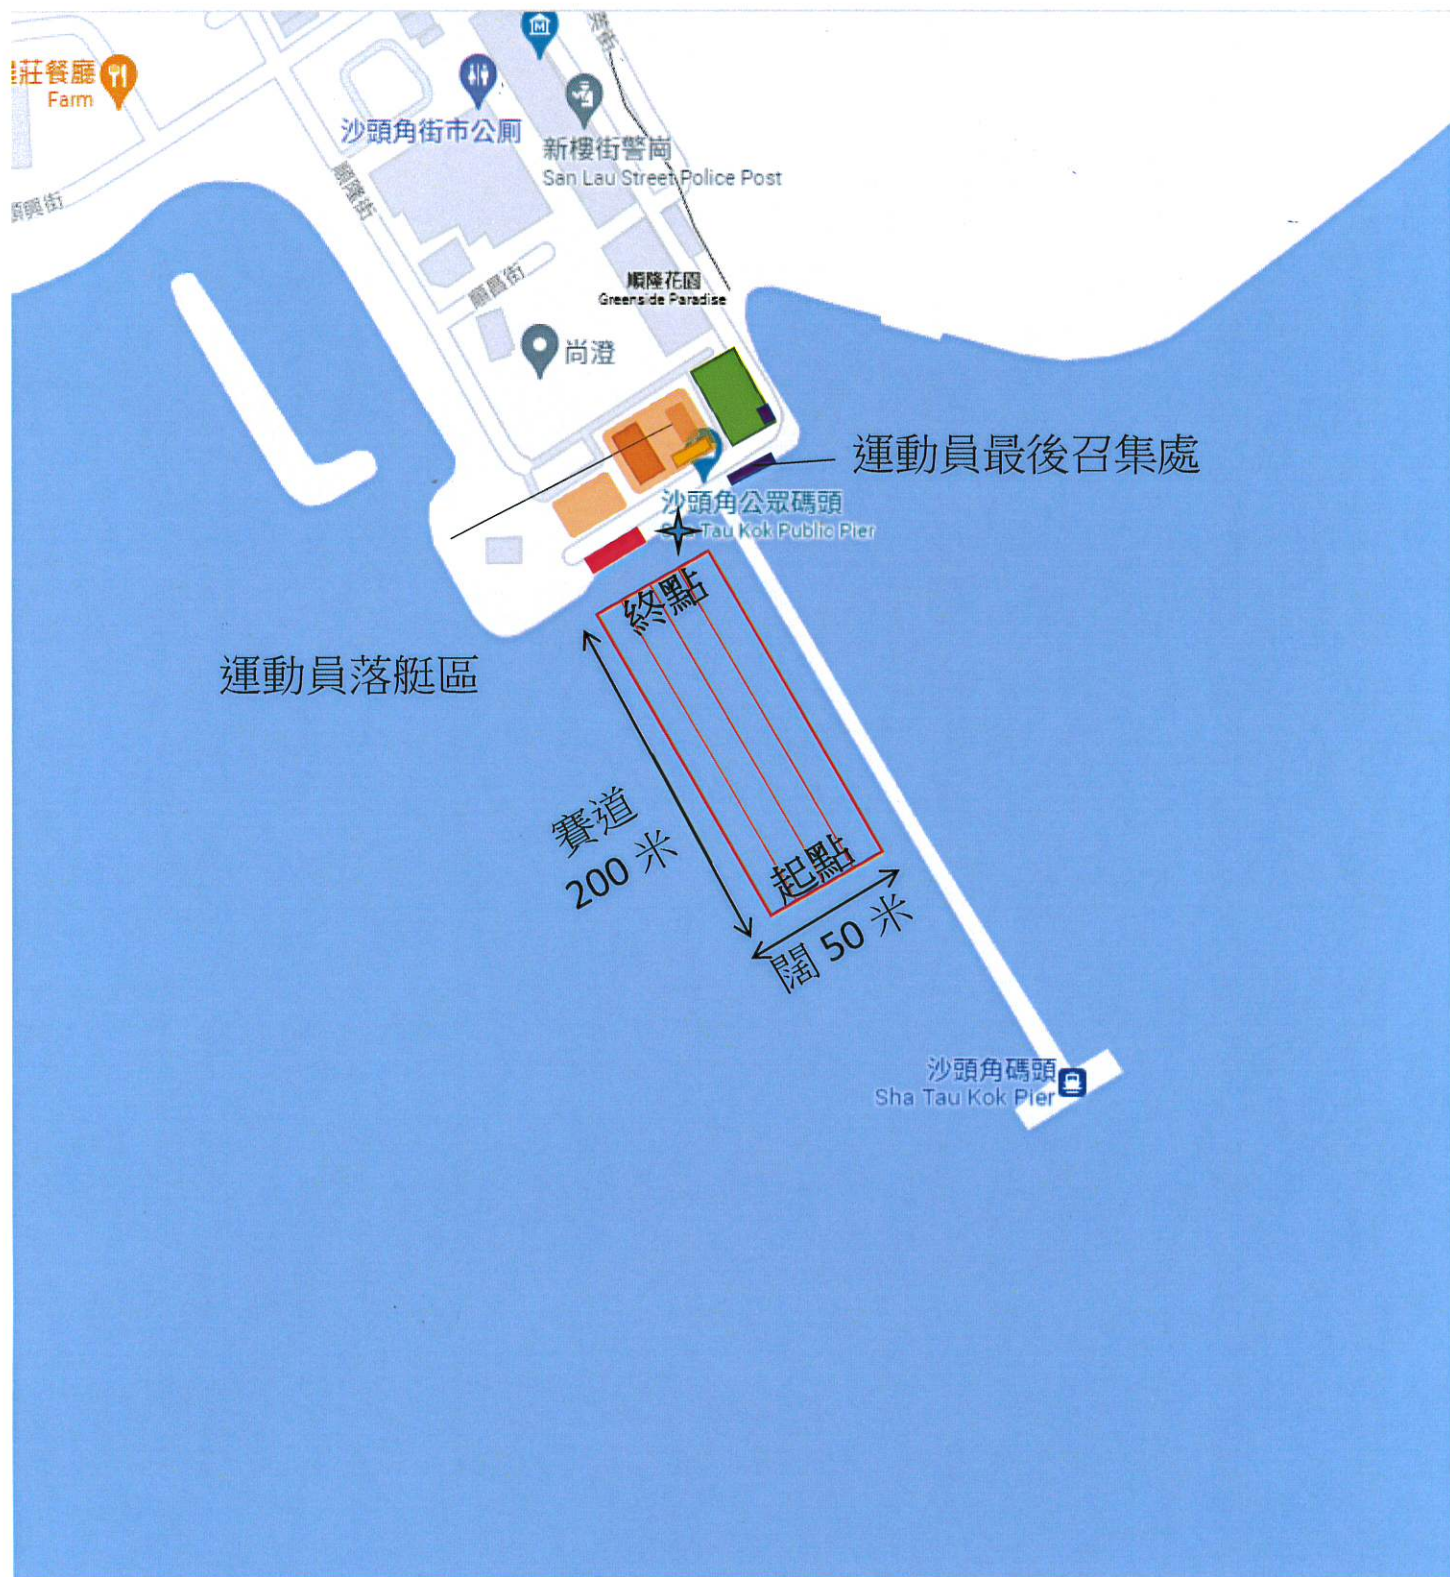 莊餐廳
Farm
沙頭角街市公厠
新樓街警崗
San Lau Street Police Post
順隆街
順興街
順昌街
順隆花園
Greenside Paradise
尚澄
運動員最後召集處
沙頭角公眾碼頭
Sha Tau Kok Public Pier
終點
運動員落艇區
賽道
200 米
起點
闊 50 米
沙頭角碼頭
Sha Tau Kok Pier